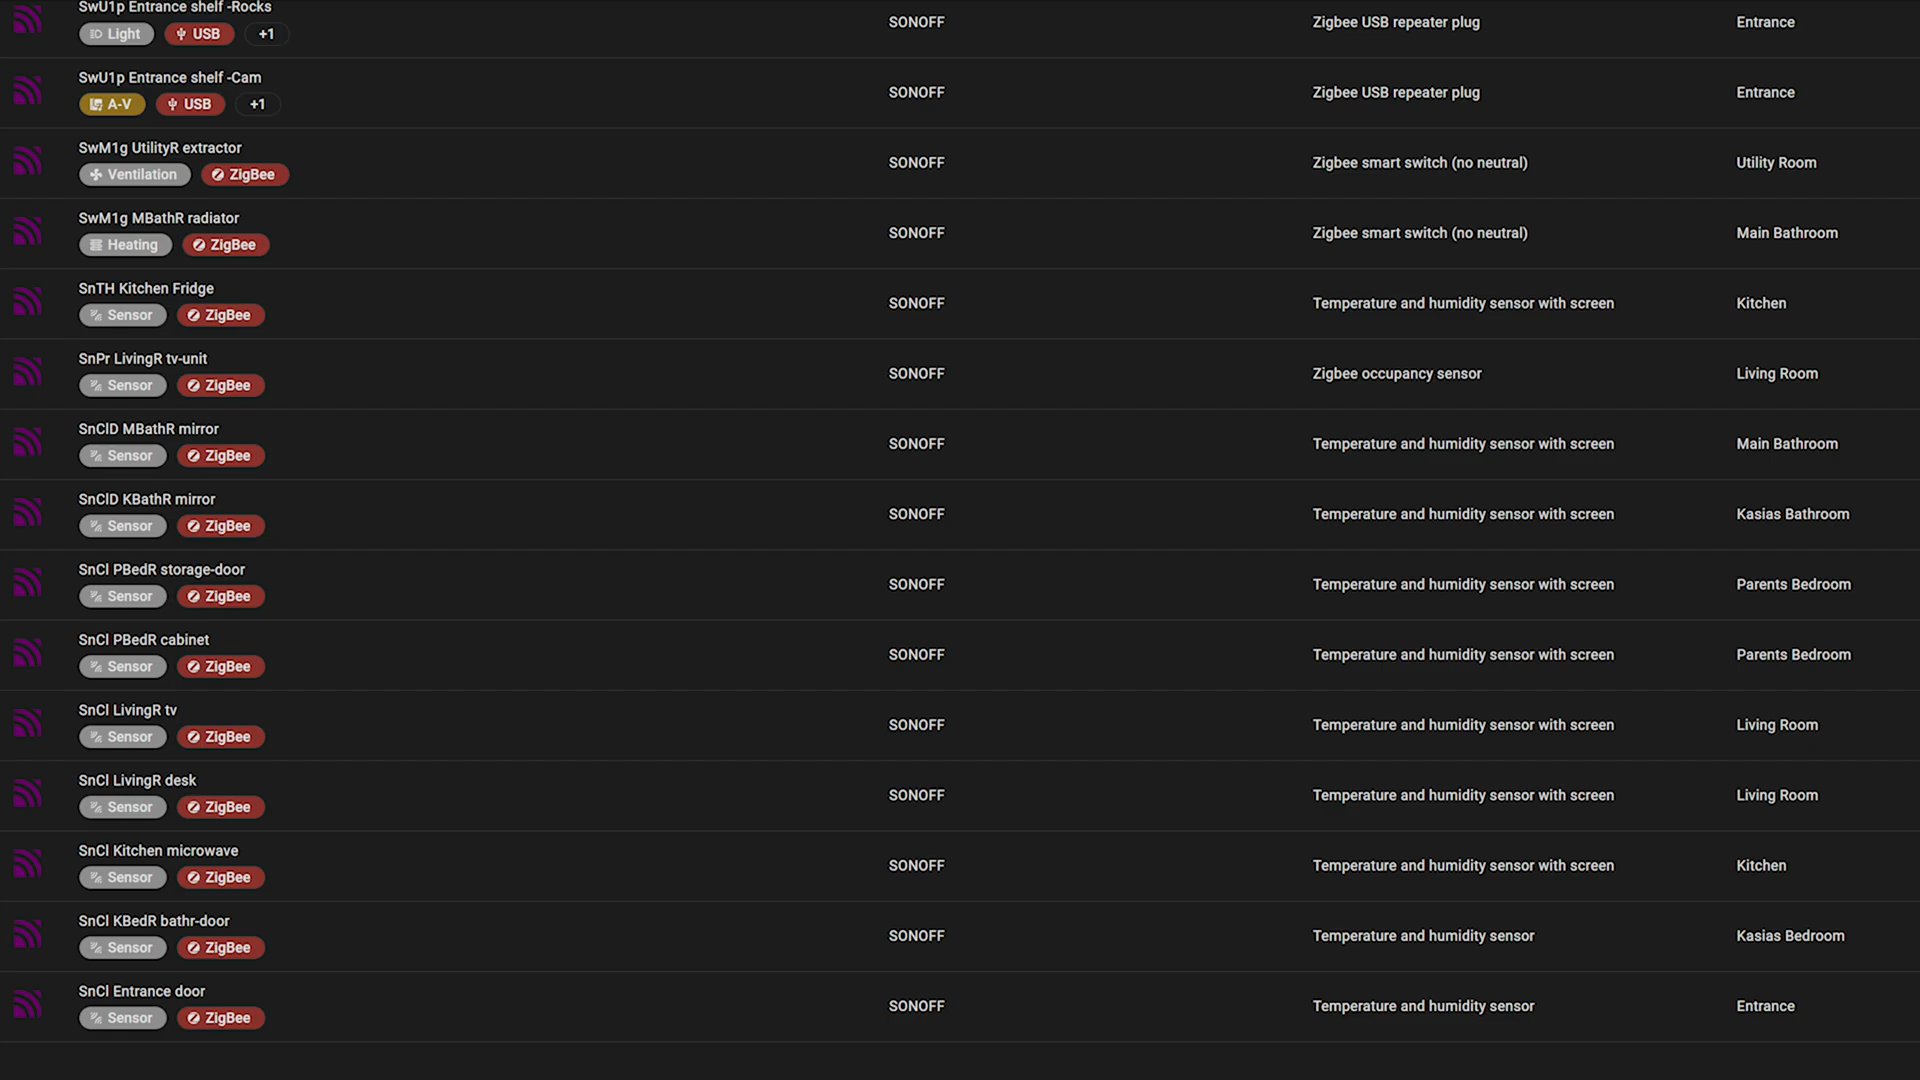 SwU1p Entrance shelf -Rocks
Light USB +1
SONOFF
Zigbee USB repeater plug
Entrance
SwU1p Entrance shelf -Cam
A-V USB +1
SONOFF
Zigbee USB repeater plug
Entrance
SwM1g UtilityR extractor
Ventilation ZigBee
SONOFF
Zigbee smart switch (no neutral)
Utility Room
SwM1g MBathR radiator
Heating ZigBee
SONOFF
Zigbee smart switch (no neutral)
Main Bathroom
SnTH Kitchen Fridge
Sensor ZigBee
SONOFF
Temperature and humidity sensor with screen
Kitchen
SnPr LivingR tv-unit
Sensor ZigBee
SONOFF
Zigbee occupancy sensor
Living Room
SnClD MBathR mirror
Sensor ZigBee
SONOFF
Temperature and humidity sensor with screen
Main Bathroom
SnClD KBathR mirror
Sensor ZigBee
SONOFF
Temperature and humidity sensor with screen
Kasias Bathroom
SnCl PBedR storage-door
Sensor ZigBee
SONOFF
Temperature and humidity sensor with screen
Parents Bedroom
SnCl PBedR cabinet
Sensor ZigBee
SONOFF
Temperature and humidity sensor with screen
Parents Bedroom
SnCl LivingR tv
Sensor ZigBee
SONOFF
Temperature and humidity sensor with screen
Living Room
SnCl LivingR desk
Sensor ZigBee
SONOFF
Temperature and humidity sensor with screen
Living Room
SnCl Kitchen microwave
Sensor ZigBee
SONOFF
Temperature and humidity sensor with screen
Kitchen
SnCl KBedR bathr-door
Sensor ZigBee
SONOFF
Temperature and humidity sensor
Kasias Bedroom
SnCl Entrance door
Sensor ZigBee
SONOFF
Temperature and humidity sensor
Entrance